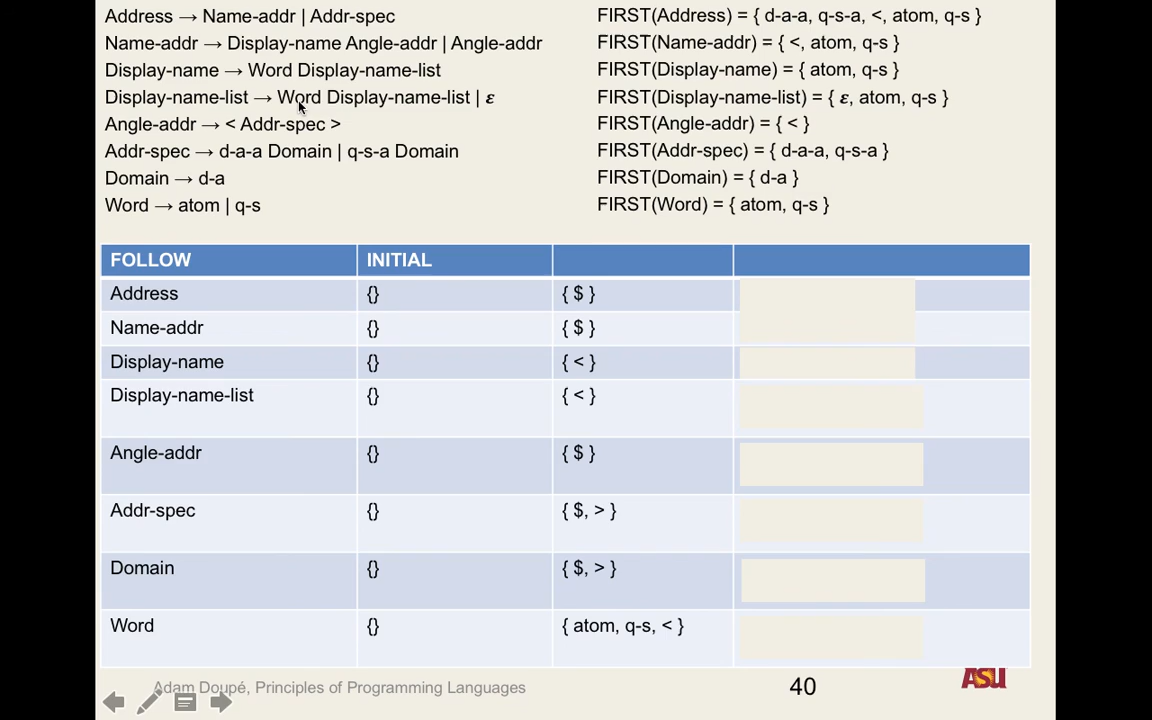 Address → Name-addr | Addr-spec
Name-addr → Display-name Angle-addr | Angle-addr
Display-name → Word Display-name-list
Display-name-list → Word Display-name-list | ε
Angle-addr → < Addr-spec >
Addr-spec → d-a-a Domain | q-s-a Domain
Domain → d-a
Word → atom | q-s
FIRST(Address) = { d-a-a, q-s-a, <, atom, q-s }
FIRST(Name-addr) = { <, atom, q-s }
FIRST(Display-name) = { atom, q-s }
FIRST(Display-name-list) = { ε, atom, q-s }
FIRST(Angle-addr) = { < }
FIRST(Addr-spec) = { d-a-a, q-s-a }
FIRST(Domain) = { d-a }
FIRST(Word) = { atom, q-s }
FOLLOW INITIAL
Address {} { $ }
Name-addr {} { $ }
Display-name {} { < }
Display-name-list {} { < }
Angle-addr {} { $ }
Addr-spec {} { $, > }
Domain {} { $, > }
Word {} { atom, q-s, < }
Adam Doupé, Principles of Programming Languages
40
ASU